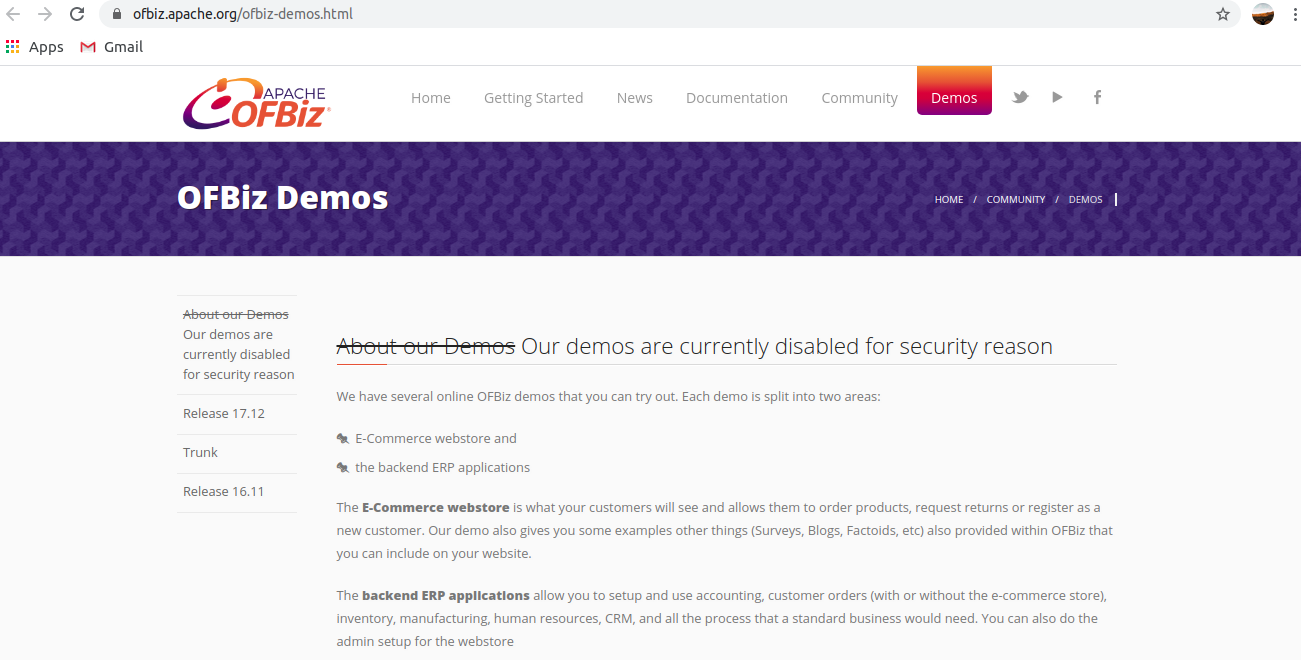 ofbiz.apache.org/ofbiz-demos.html
Apps Gmail
APACHE
OFBiz
Home Getting Started News Documentation Community Demos
OFBiz Demos
HOME / COMMUNITY / DEMOS
About our Demos
Our demos are
currently disabled
for security reason
Release 17.12
Trunk
Release 16.11
About our Demos Our demos are currently disabled for security reason
We have several online OFBiz demos that you can try out. Each demo is split into two areas:
E-Commerce webstore and
the backend ERP applications
The E-Commerce webstore is what your customers will see and allows them to order products, request returns or register as a
new customer. Our demo also gives you some examples other things (Surveys, Blogs, Factoids, etc) also provided within OFBiz that
you can include on your website.
The backend ERP applications allow you to setup and use accounting, customer orders (with or without the e-commerce store),
inventory, manufacturing, human resources, CRM, and all the process that a standard business would need. You can also do the
admin setup for the webstore